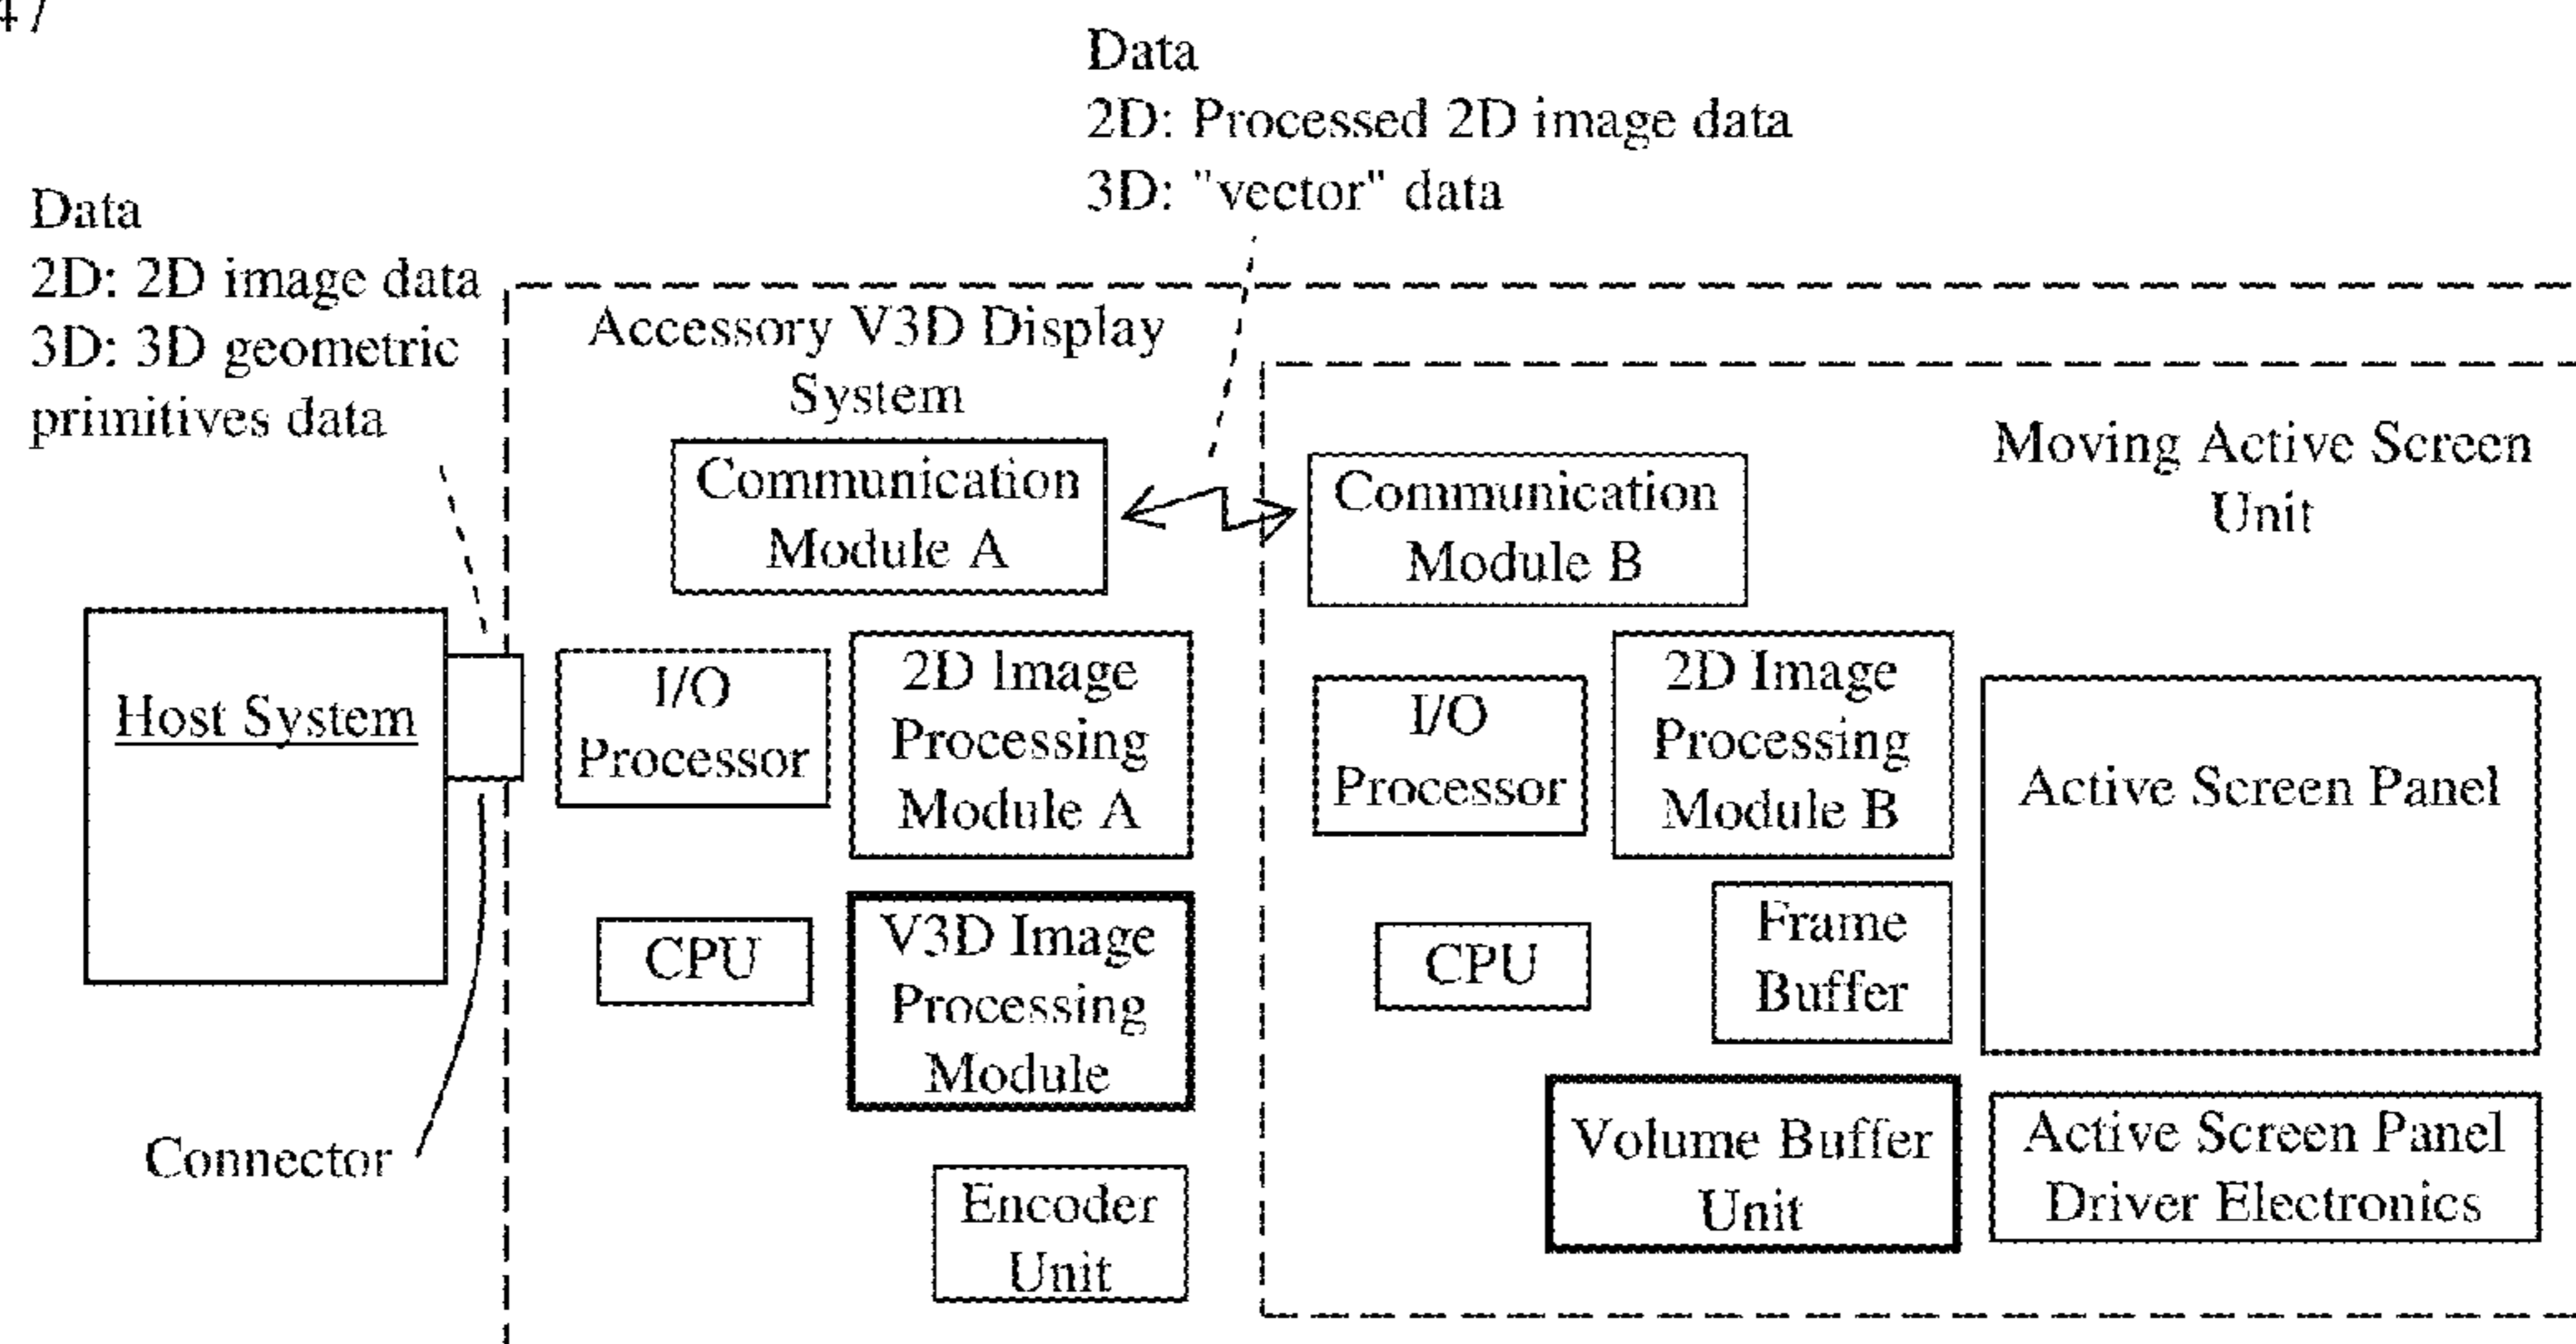 47
Data
2D: Processed 2D image data
3D: "vector" data
Data
2D: 2D image data
3D: 3D geometric
primitives data
Accessory V3D Display
System
Moving Active Screen
Unit
Communication
Module A
Communication
Module B
Host System
I/O
Processor
2D Image
Processing
Module A
I/O
Processor
2D Image
Processing
Module B
Active Screen Panel
CPU
V3D Image
Processing
Module
CPU
Frame
Buffer
Connector
Encoder
Unit
Volume Buffer
Unit
Active Screen Panel
Driver Electronics